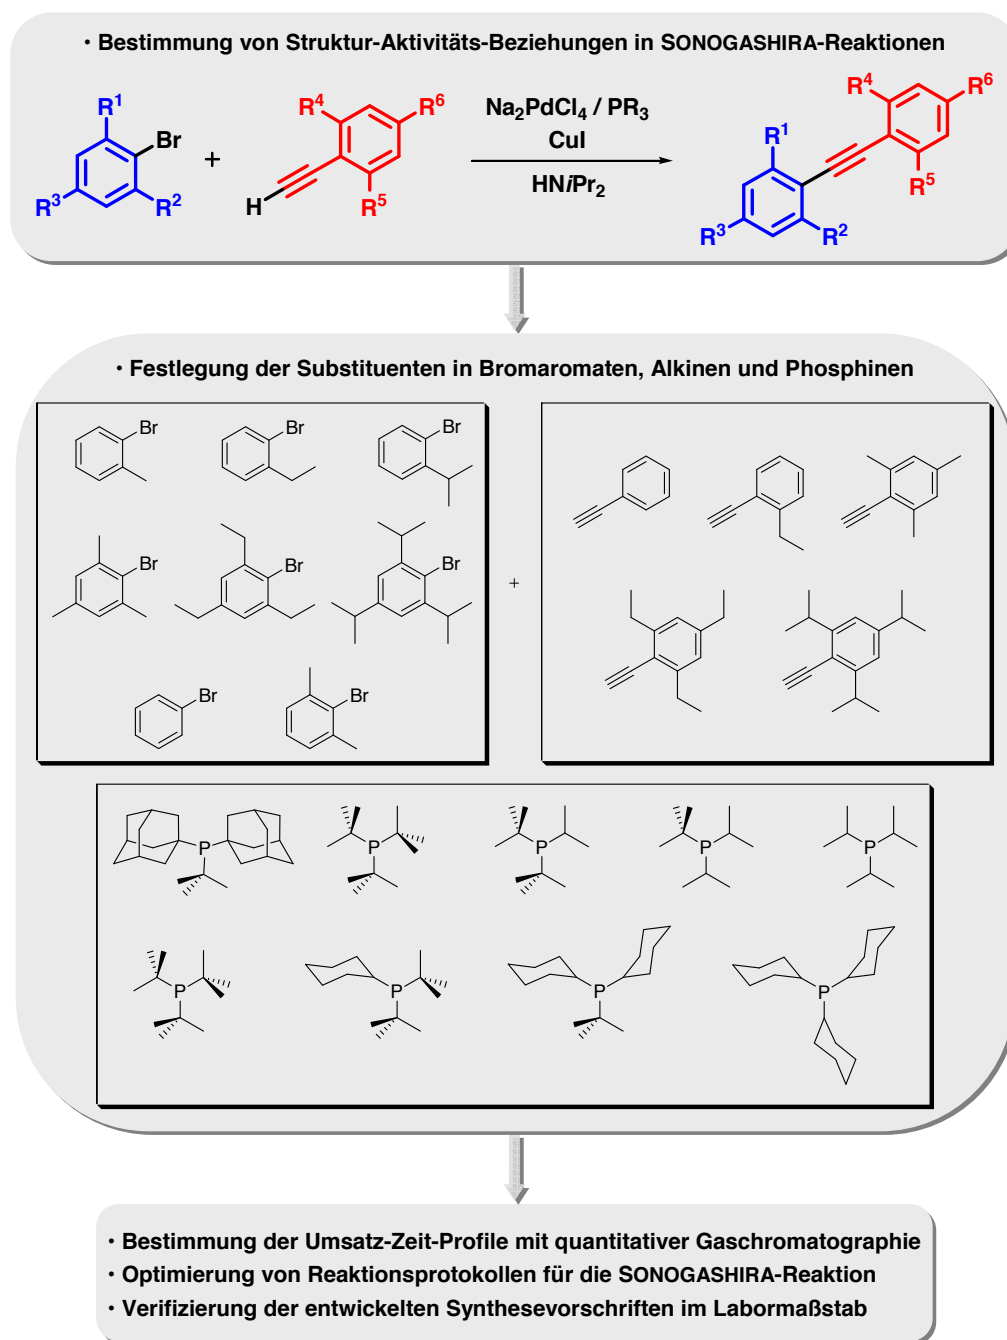 · Bestimmung von Struktur-Aktivitäts-Beziehungen in SONOGASHIRA-Reaktionen
R¹
Br
R³
R²
+
H
R⁴
R⁶
R⁵
Na₂PdCl₄ / PR₃
CuI
HNiPr₂
R⁴
R⁶
R¹
R⁵
R³
R²
· Festlegung der Substituenten in Bromaromaten, Alkinen und Phosphinen
Br
Br
Br
Br
Br
Br
+
Br
Br
P
P
P
P
P
P
P
P
P
· Bestimmung der Umsatz-Zeit-Profile mit quantitativer Gaschromatographie
· Optimierung von Reaktionsprotokollen für die SONOGASHIRA-Reaktion
· Verifizierung der entwickelten Synthesevorschriften im Labormaßstab